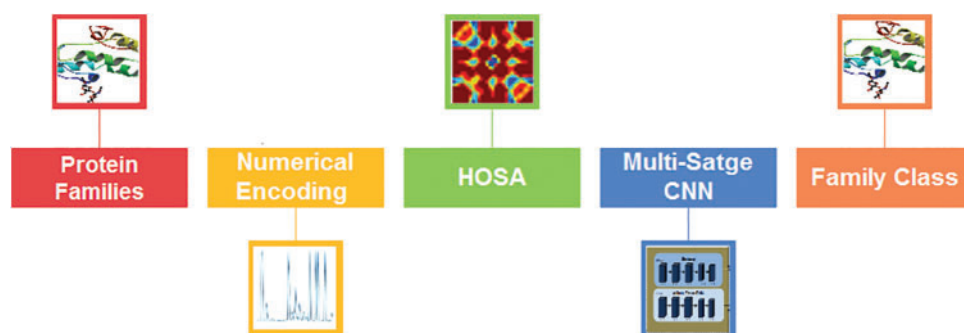 Protein
Families
Numerical
Encoding
HOSA
Multi-Satge
CNN
Family Class